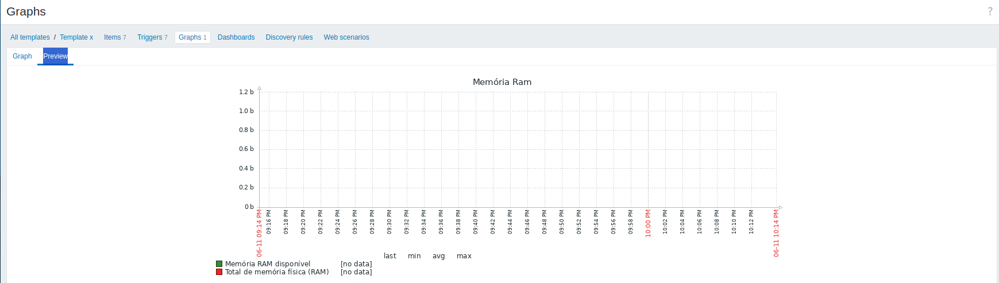 Graphs
?
All templates / Template x Items 7 Triggers 7 Graphs 1 Dashboards Discovery rules Web scenarios
Graph Preview
Memória Ram
1.2 b
1.0 b
0.8 b
0.6 b
0.4 b
0.2 b
0 b
06-11 09:14 PM
09:16 PM
09:18 PM
09:20 PM
09:22 PM
09:24 PM
09:26 PM
09:28 PM
09:30 PM
09:32 PM
09:34 PM
09:36 PM
09:38 PM
09:40 PM
09:42 PM
09:44 PM
09:46 PM
09:48 PM
09:50 PM
09:52 PM
09:54 PM
09:56 PM
09:58 PM
10:00 PM
10:02 PM
10:04 PM
10:06 PM
10:08 PM
10:10 PM
10:12 PM
06-11 10:14 PM
last min avg max
Memória RAM disponível [no data]
Total de memória física (RAM) [no data]